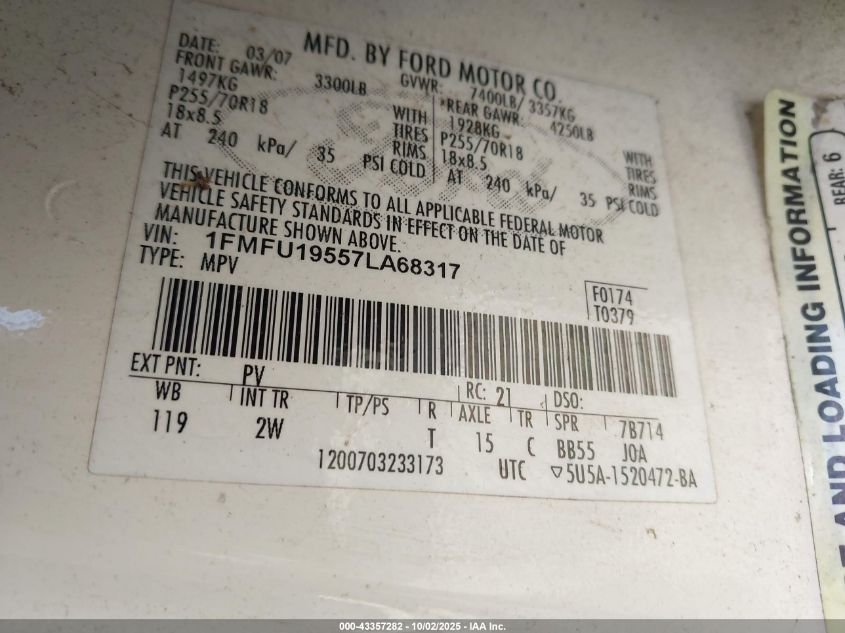 MFD. BY FORD MOTOR CO.
DATE: 03/07 GVWR: 7400LB/ 3357KG
FRONT GAWR: 3300LB *REAR GAWR: 4250LB
1497KG WITH 1928KG WITH
P255/70R18 TIRES P255/70R18 TIRES
18x8.5 RIMS 18x8.5 RIMS
AT 240 kPa/ 35 PSI COLD AT 240 kPa/ 35 PSI COLD
THIS VEHICLE CONFORMS TO ALL APPLICABLE FEDERAL MOTOR
VEHICLE SAFETY STANDARDS IN EFFECT ON THE DATE OF
MANUFACTURE SHOWN ABOVE.
VIN: 1FMFU19557LA68317
TYPE: MPV
F0174
T0379
EXT PNT: PV RC: 21 DSO:
WB INT TR TP/PS R AXLE TR SPR 7B714
119 2W T 15 C BB55 JOA
1200703233173 UTC ▽5U5A-1520472-BA
AND LOADING INFORMATION
REAR: 6
000-43357282 - 10/02/2025 - IAA Inc.